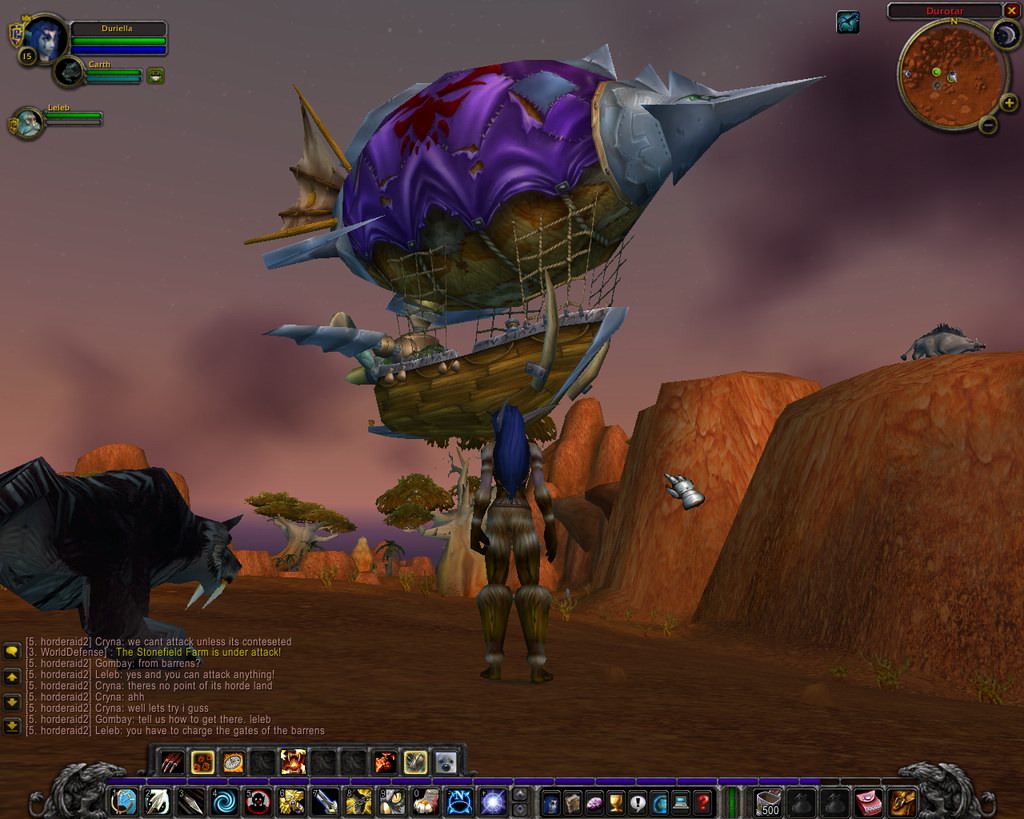 Duriella
15
Carth
Leleb
Durotar
N
[5. horderaid2] Cryna: we cant attack unless its conteseted
[3. WorldDefense] : The Stonefield Farm is under attack!
[5. horderaid2] Gombay: from barrens?
[5. horderaid2] Leleb: yes and you can attack anything!
[5. horderaid2] Cryna: theres no point of its horde land
[5. horderaid2] Cryna: ahh
[5. horderaid2] Cryna: well lets try i guss
[5. horderaid2] Gombay: tell us how to get there. leleb
[5. horderaid2] Leleb: you have to charge the gates of the barrens
500